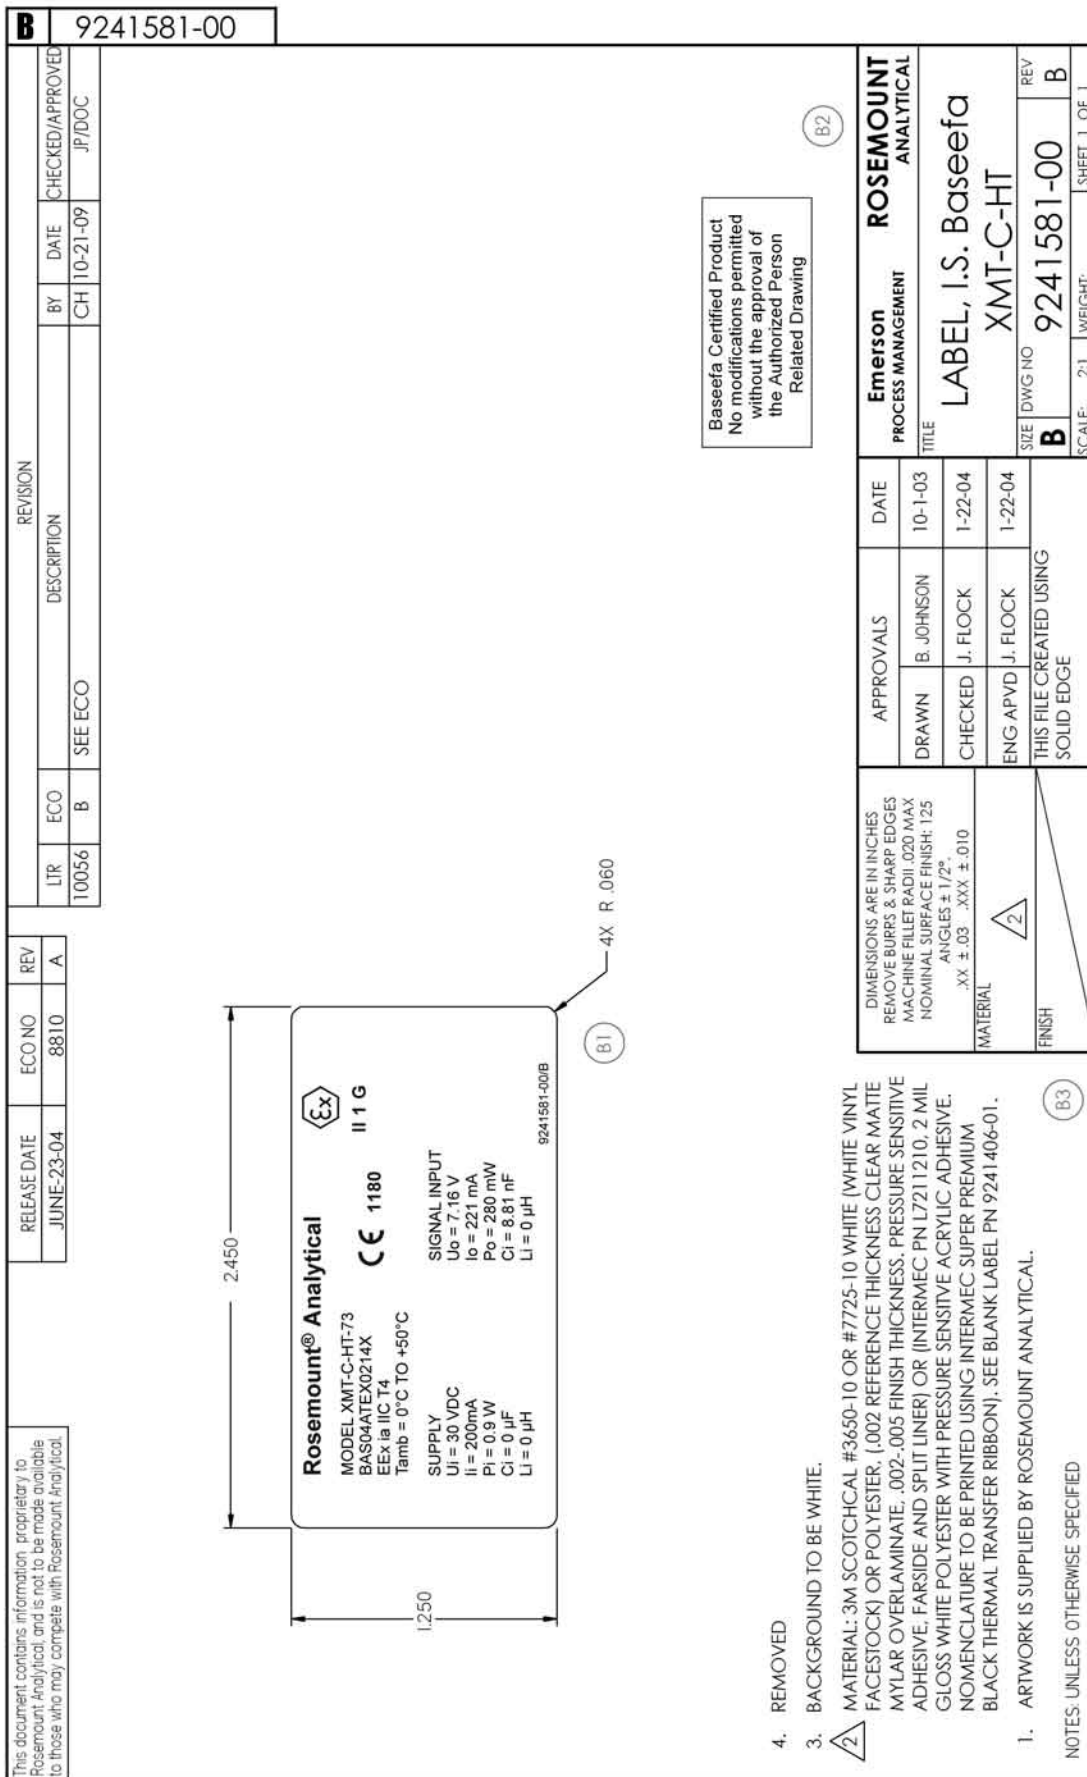 This document contains information proprietary to
Rosemount Analytical, and is not to be made available
to those who may compete with Rosemount Analytical.
RELEASE DATE ECO NO REV
JUNE-23-04 8810 A
REVISION
LTR ECO DESCRIPTION BY DATE CHECKED/APPROVED
10056 B SEE ECO CH 10-21-09 JP/DOC
B 9241581-00
2.450
1.250
Rosemount® Analytical
MODEL XMT-C-HT-73
BAS04ATEX0214X
EEx ia IIC T4
Tamb = 0°C TO +50°C
CE 1180
Ex
II 1 G
SUPPLY
Ui = 30 VDC
Ii = 200mA
Pi = 0.9 W
Ci = 0 µF
Li = 0 µH
SIGNAL INPUT
Uo = 7.16 V
Io = 221 mA
Po = 280 mW
Ci = 8.81 nF
Li = 0 µH
9241581-00/B
4X R .060
B1
Baseefa Certified Product
No modifications permitted
without the approval of
the Authorized Person
Related Drawing
B2
4. REMOVED
3. BACKGROUND TO BE WHITE.
2 MATERIAL: 3M SCOTCHCAL #3650-10 OR #7725-10 WHITE (WHITE VINYL
FACESTOCK) OR POLYESTER, (.002 REFERENCE THICKNESS CLEAR MATTE
MYLAR OVERLAMINATE, .002-.005 FINISH THICKNESS. PRESSURE SENSITIVE
ADHESIVE, FARSIDE AND SPLIT LINER) OR (INTERMEC PN L7211210, 2 MIL
GLOSS WHITE POLYESTER WITH PRESSURE SENSITIVE ACRYLIC ADHESIVE.
NOMENCLATURE TO BE PRINTED USING INTERMEC SUPER PREMIUM
BLACK THERMAL TRANSFER RIBBON). SEE BLANK LABEL PN 9241406-01.
1. ARTWORK IS SUPPLIED BY ROSEMOUNT ANALYTICAL.
NOTES: UNLESS OTHERWISE SPECIFIED
B3
DIMENSIONS ARE IN INCHES
REMOVE BURRS & SHARP EDGES
MACHINE FILLET RADII .020 MAX
NOMINAL SURFACE FINISH: 125
ANGLES ± 1/2°.
.XX ± .03 .XXX ± .010
MATERIAL
2
FINISH
APPROVALS DATE
DRAWN B. JOHNSON 10-1-03
CHECKED J. FLOCK 1-22-04
ENG APVD J. FLOCK 1-22-04
THIS FILE CREATED USING
SOLID EDGE
Emerson
PROCESS MANAGEMENT
ROSEMOUNT
ANALYTICAL
TITLE
LABEL, I.S. Baseefa
XMT-C-HT
SIZE DWG NO REV
B 9241581-00 B
SCALE: 2:1 WEIGHT: SHEET 1 OF 1